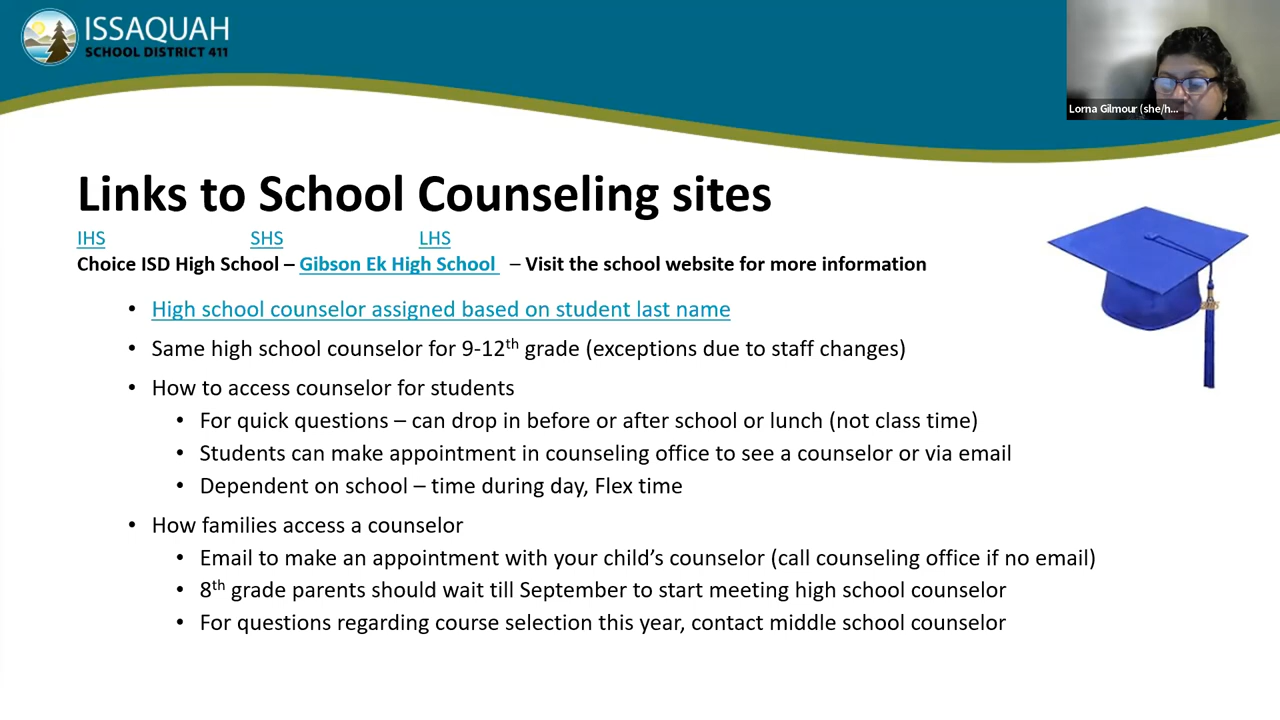 ISSAQUAH
SCHOOL DISTRICT 411
Lorna Gilmour (she/h...
Links to School Counseling sites
IHS SHS LHS
Choice ISD High School – Gibson Ek High School – Visit the school website for more information
• High school counselor assigned based on student last name
• Same high school counselor for 9-12th grade (exceptions due to staff changes)
• How to access counselor for students
• For quick questions – can drop in before or after school or lunch (not class time)
• Students can make appointment in counseling office to see a counselor or via email
• Dependent on school – time during day, Flex time
• How families access a counselor
• Email to make an appointment with your child's counselor (call counseling office if no email)
• 8th grade parents should wait till September to start meeting high school counselor
• For questions regarding course selection this year, contact middle school counselor